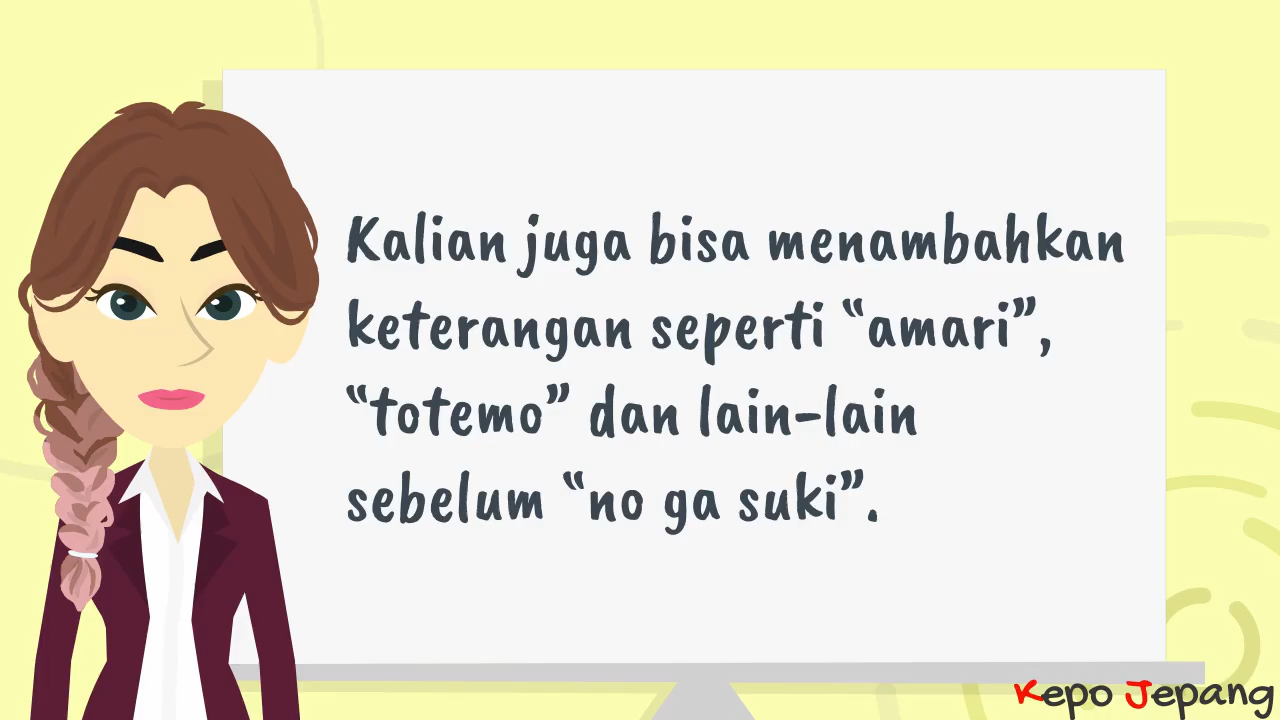 Kalian juga bisa menambahkan
keterangan seperti “amari”,
“totemo” dan lain-lain
sebelum “no ga suki”.
Kepo Jepang